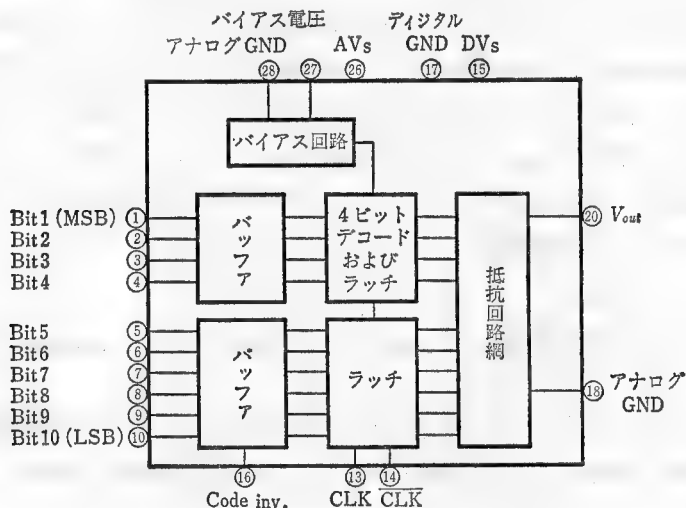 バイアス電圧 ディジタル
アナログGND AVs GND DVs
㉘ ㉗ ㉖ ⑰ ⑮
バイアス回路
Bit1 (MSB) ①
Bit2 ②
Bit3 ③
Bit4 ④
バッファ
4ビット
デコード
および
ラッチ
抵抗回路網
⑳ Vout
Bit5 ⑤
Bit6 ⑥
Bit7 ⑦
Bit8 ⑧
Bit9 ⑨
Bit10 (LSB) ⑩
バッファ
ラッチ
⑱ アナログ
GND
⑯ ⑬ ⑭
Code inv. CLK C̅L̅K̅